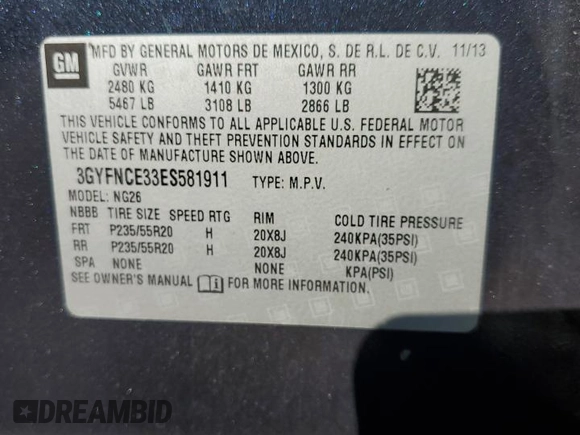 GM MFD BY GENERAL MOTORS DE MEXICO, S. DE R.L. DE C.V. 11/13
GVWR GAWR FRT GAWR RR
2480 KG 1410 KG 1300 KG
5467 LB 3108 LB 2866 LB
THIS VEHICLE CONFORMS TO ALL APPLICABLE U.S. FEDERAL MOTOR
VEHICLE SAFETY AND THEFT PREVENTION STANDARDS IN EFFECT ON
THE DATE OF MANUFACTURE SHOWN ABOVE.
3GYFNCE33ES581911 TYPE: M.P.V.
MODEL: NG26
NBBB TIRE SIZE SPEED RTG RIM COLD TIRE PRESSURE
FRT P235/55R20 H 20X8J 240KPA(35PSI)
RR P235/55R20 H 20X8J 240KPA(35PSI)
SPA NONE NONE KPA(PSI)
SEE OWNER'S MANUAL FOR MORE INFORMATION.
DREAMBID